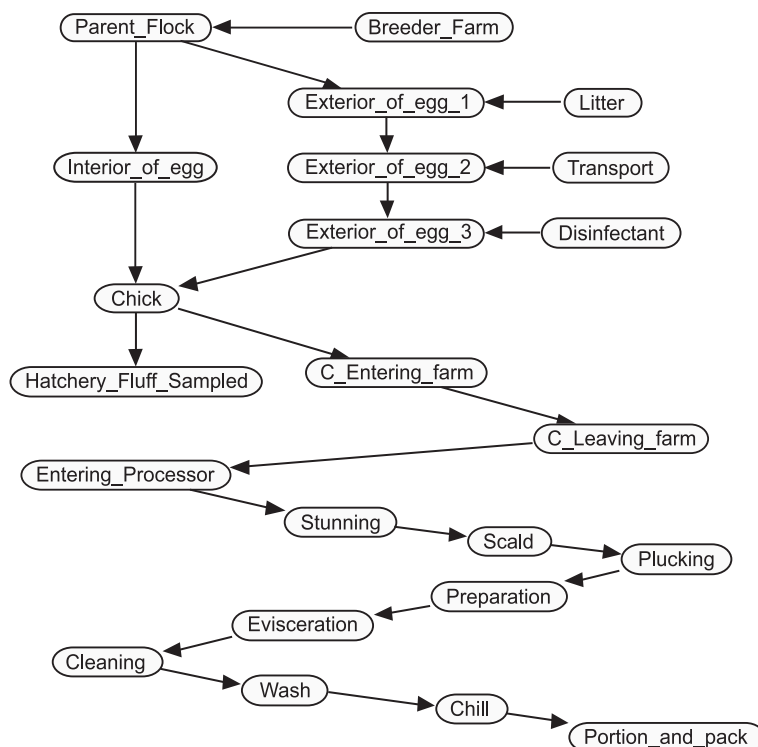 Parent_Flock
Breeder_Farm
Exterior_of_egg_1
Litter
Interior_of_egg
Exterior_of_egg_2
Transport
Exterior_of_egg_3
Disinfectant
Chick
Hatchery_Fluff_Sampled
C_Entering_farm
C_Leaving_farm
Entering_Processor
Stunning
Scald
Plucking
Preparation
Evisceration
Cleaning
Wash
Chill
Portion_and_pack